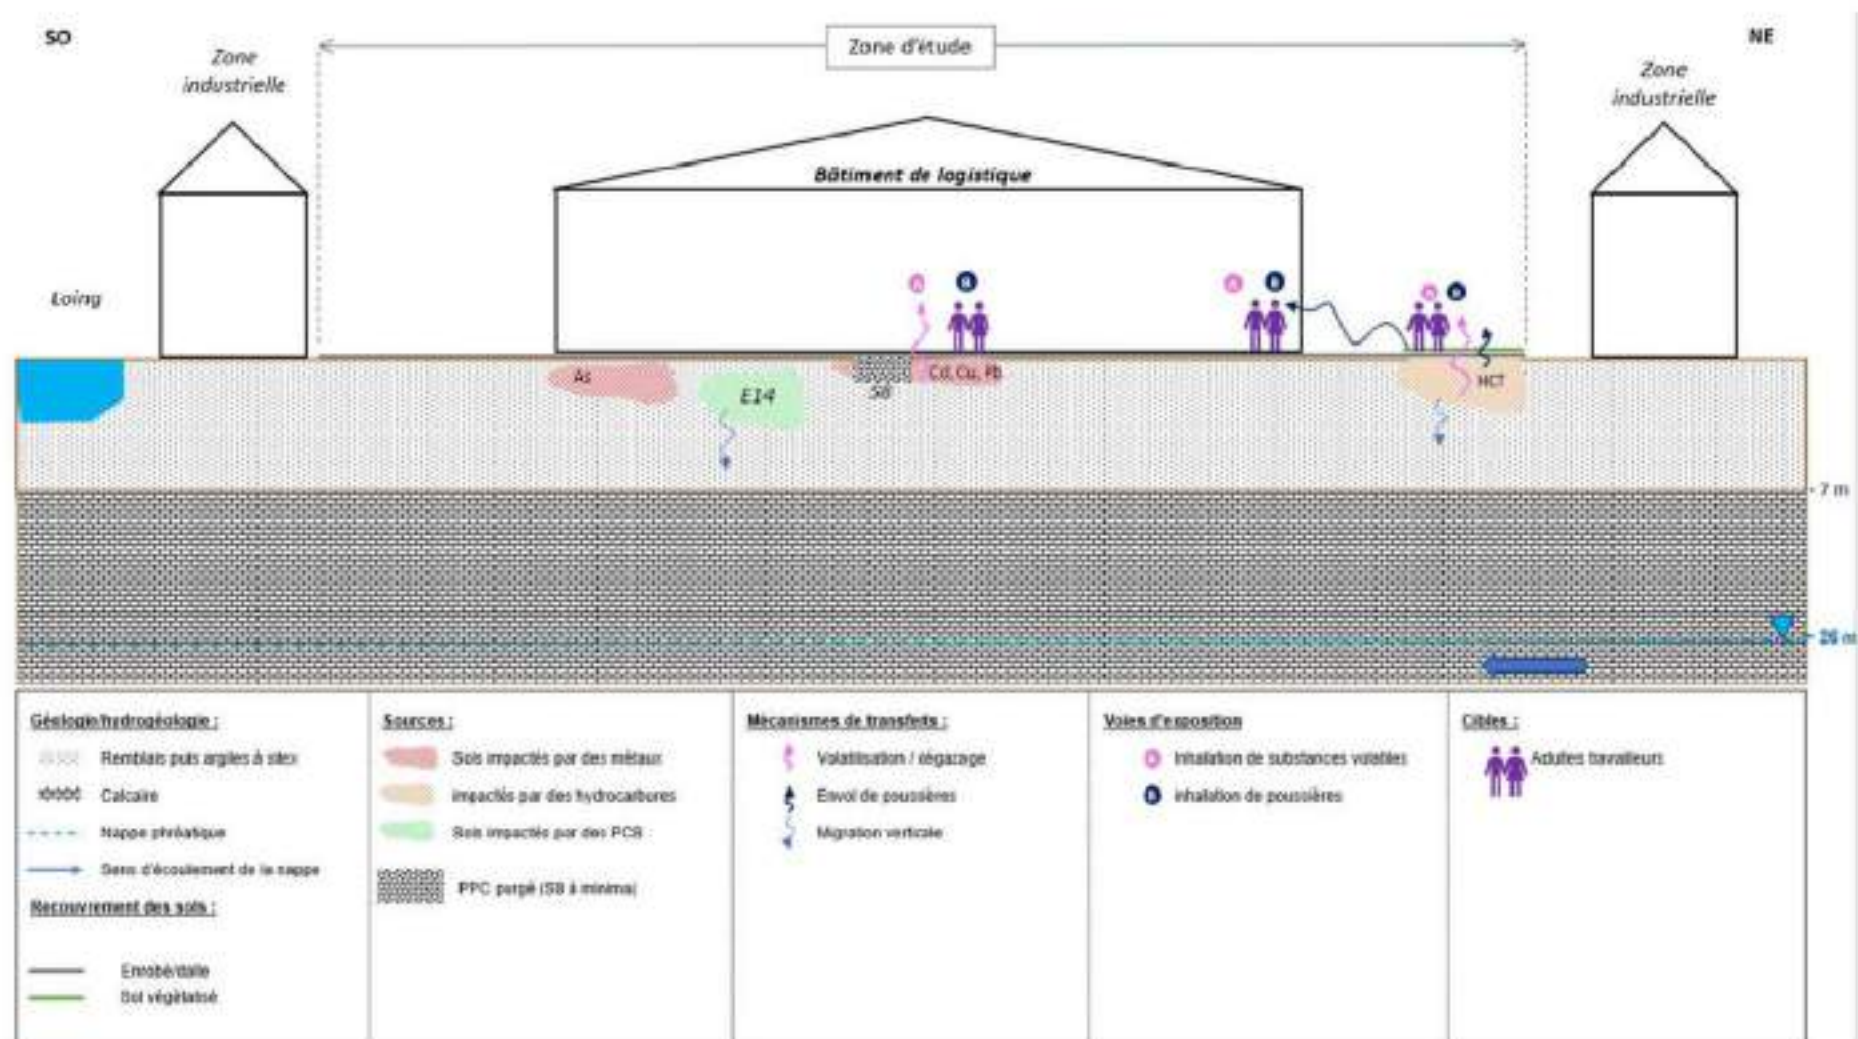 SO
Zone d'étude
NE
Zone
industrielle
Zone
industrielle
Bâtiment de logistique
Loing
A
B
A
B
A
B
As
E14
S8
Cd, Cu, Pb
HCT
- 7 m
m
Géologie/hydrogéologie :
Remblais puis argiles à silex
Calcaire
Nappe phréatique
Sens d'écoulement de la nappe
Recouvrement des sols :
Enrobé/dalle
Sol végétalisé
Sources :
Sols impactés par des métaux
impactés par des hydrocarbures
Sols impactés par des PCB
PPC purgé (S8 à minima)
Mécanismes de transferts :
Volatilisation / dégazage
Envol de poussières
Migration verticale
Voies d'exposition
A Inhalation de substances volatiles
B inhalation de poussières
Cibles :
Adultes travailleurs